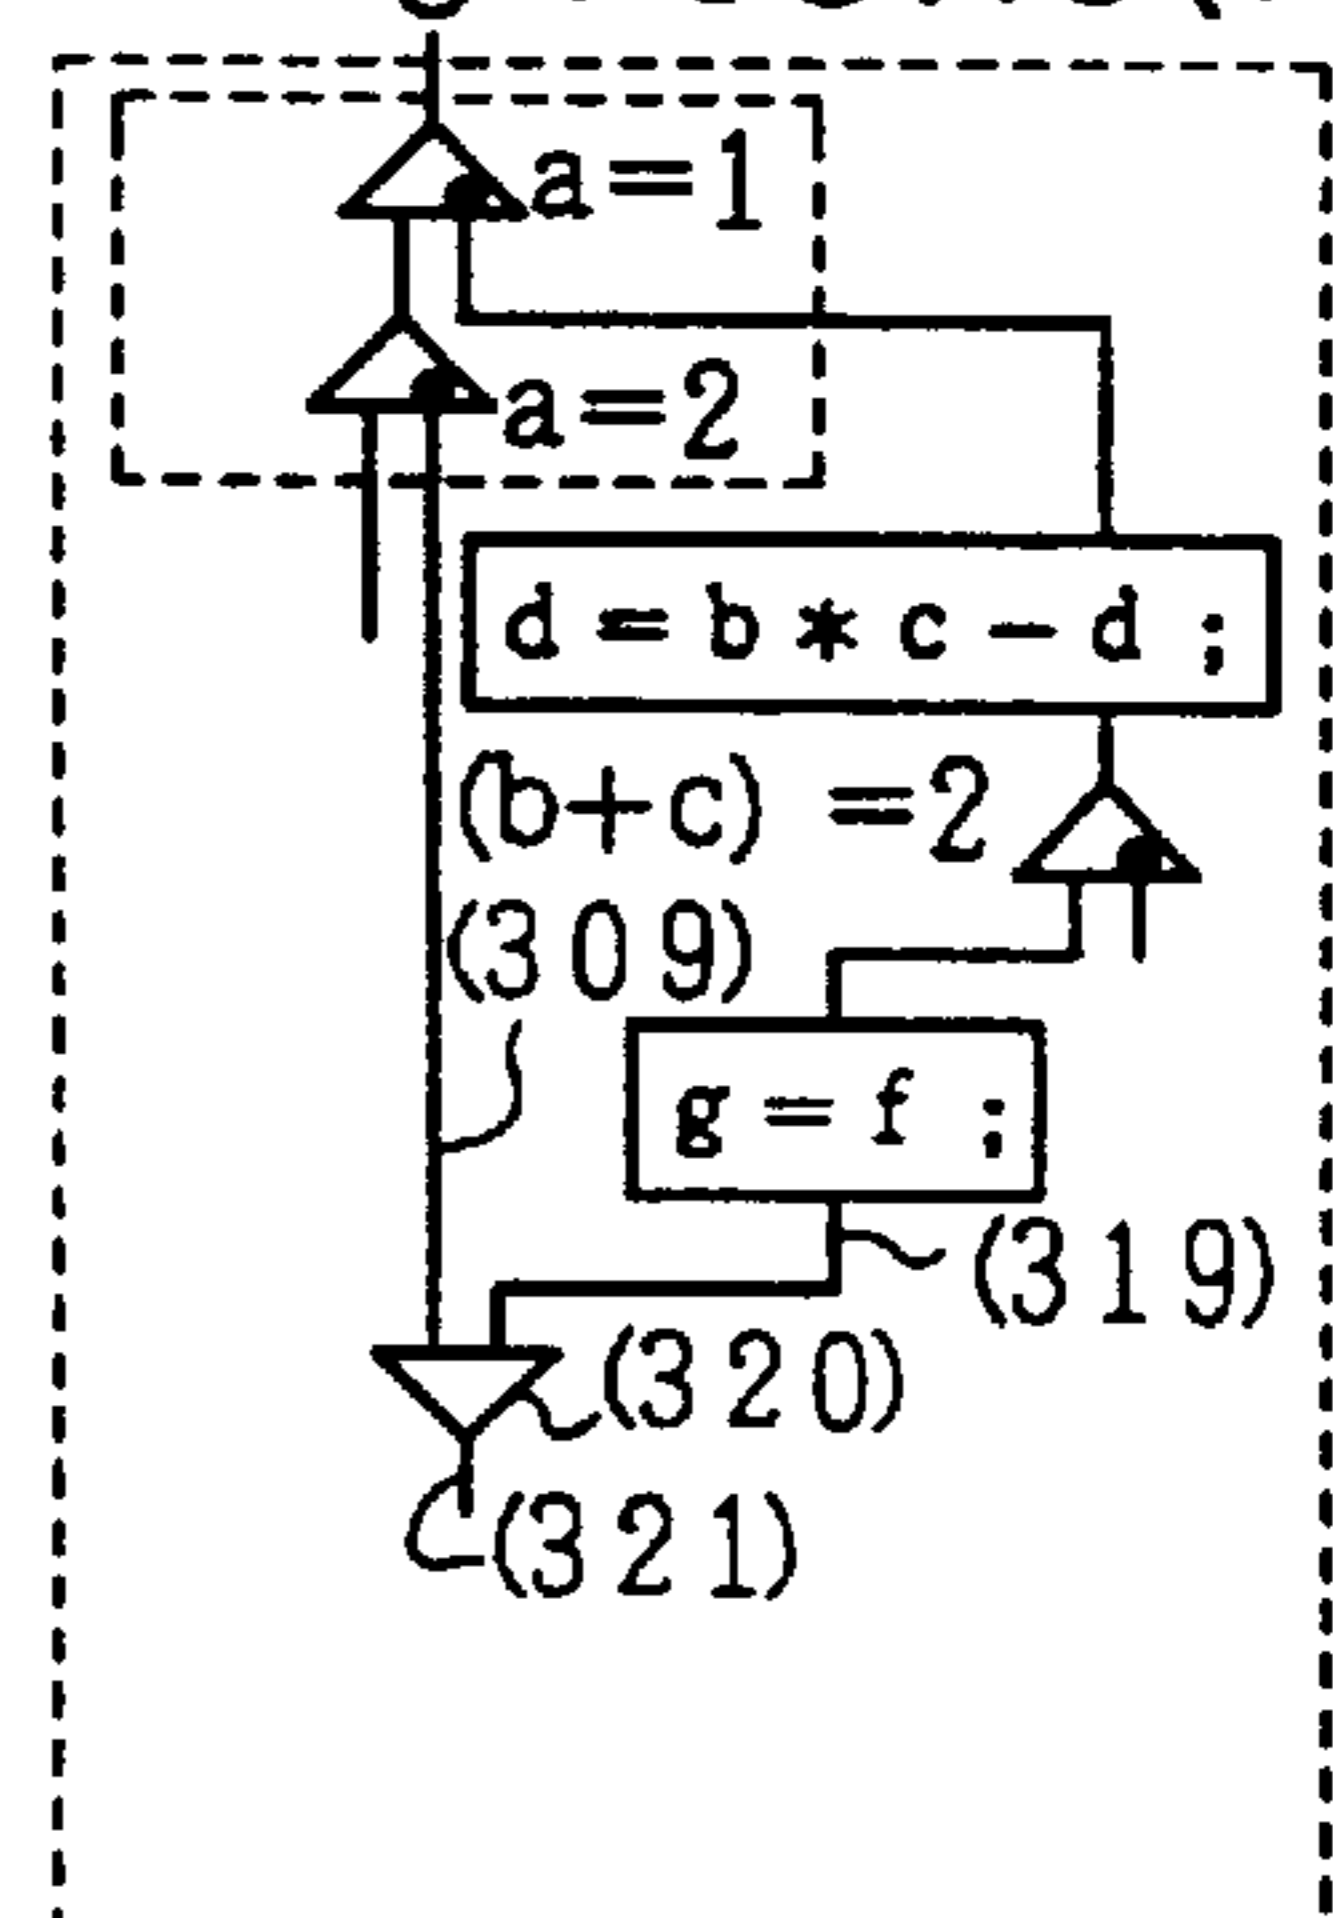 a=1
a=2
d = b * c - d ;
(b+c) =2
(309)
g = f ;
(319)
(320)
(321)